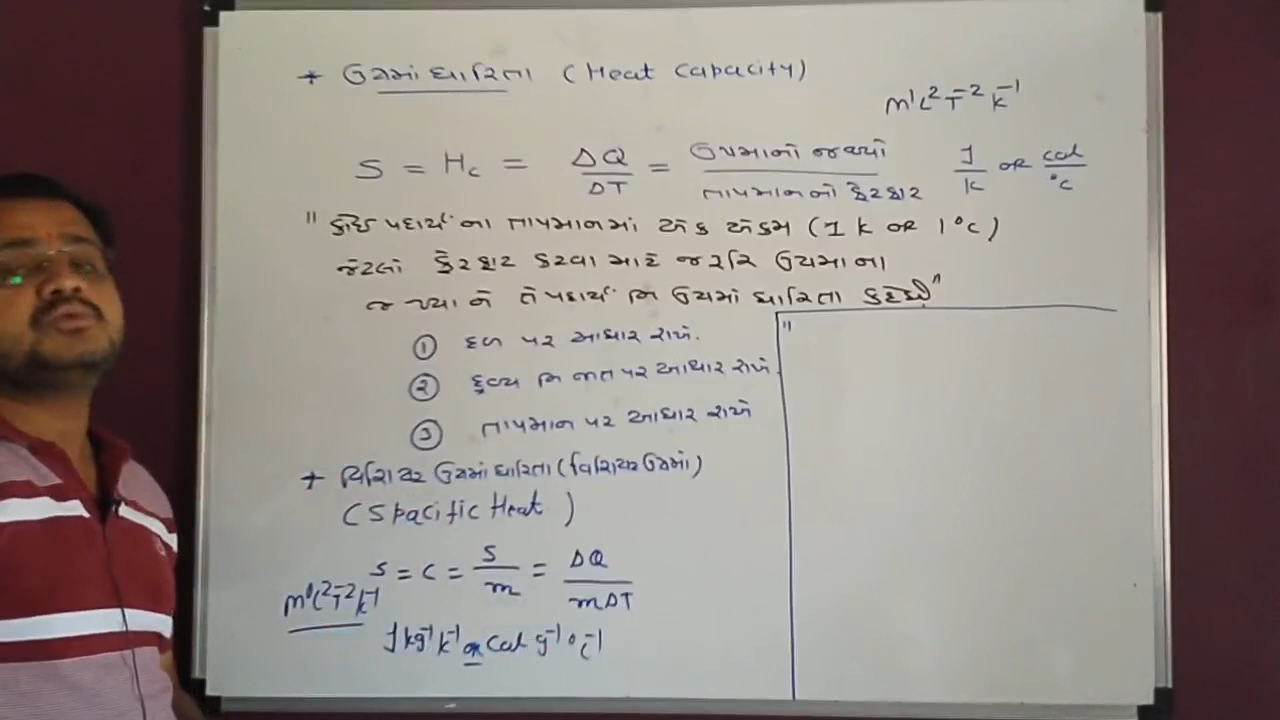 * ઉષ્મા ધારિતા (Heat Capacity)
M¹L²T⁻²K⁻¹
S = Hc = ΔQ/ΔT = ઉષ્માનો જથ્થો/તાપમાનનો ફેરફાર J/K OR cal/°C
"કોઈ પદાર્થના તાપમાનમાં એક એકમ (1 K OR 1°C)
જેટલો ફેરફાર કરવા માટે જરૂરિ ઉષ્માના
જથ્થાને તે પદાર્થનિ ઉષ્મા ધારિતા કહેછે"
① દળ પર આધાર રાખે.
② દ્રવ્યનિ જાત પર આધાર રાખે.
③ તાપમાન પર આધાર રાખે
+ વિશિષ્ટ ઉષ્માધારિતા (વિશિષ્ટ ઉષ્મા)
(Spacific Heat)
s = C = S/m = ΔQ/mΔT
M⁰L²T⁻²K⁻¹
J kg⁻¹ K⁻¹ OR Cal g⁻¹ °C⁻¹
"